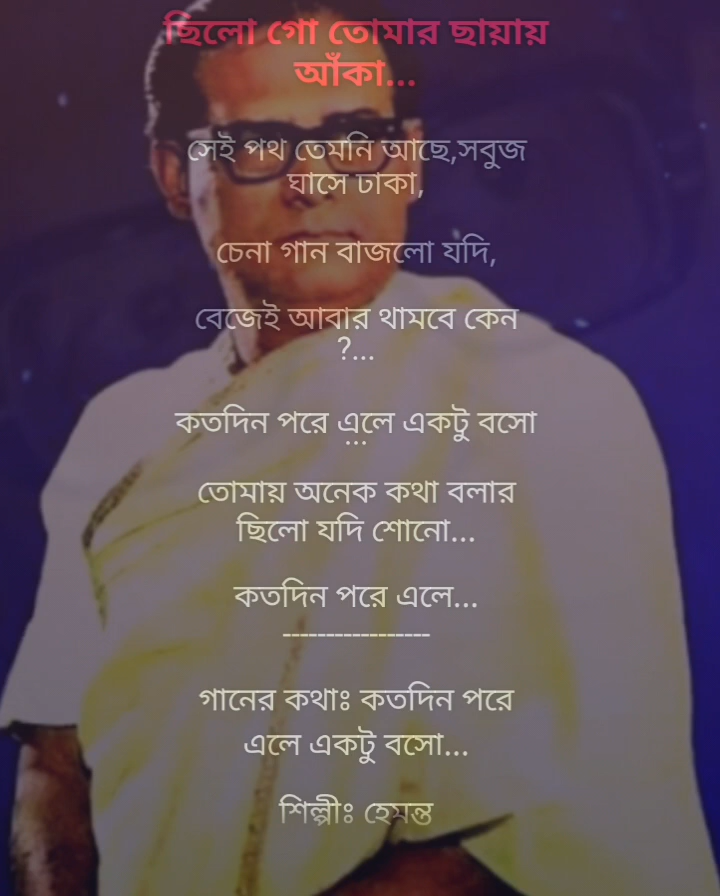 ছিলো গো তোমার ছায়ায়
আঁকা...
সেই পথ তেমনি আছে,সবুজ
ঘাসে ঢাকা,
চেনা গান বাজলো যদি,
বেজেই আবার থামবে কেন
?...
কতদিন পরে এলে একটু বসো
...
তোমায় অনেক কথা বলার
ছিলো যদি শোনো...
কতদিন পরে এলে...
-----------------
গানের কথাঃ কতদিন পরে
এলে একটু বসো...
শিল্পীঃ হেমন্ত